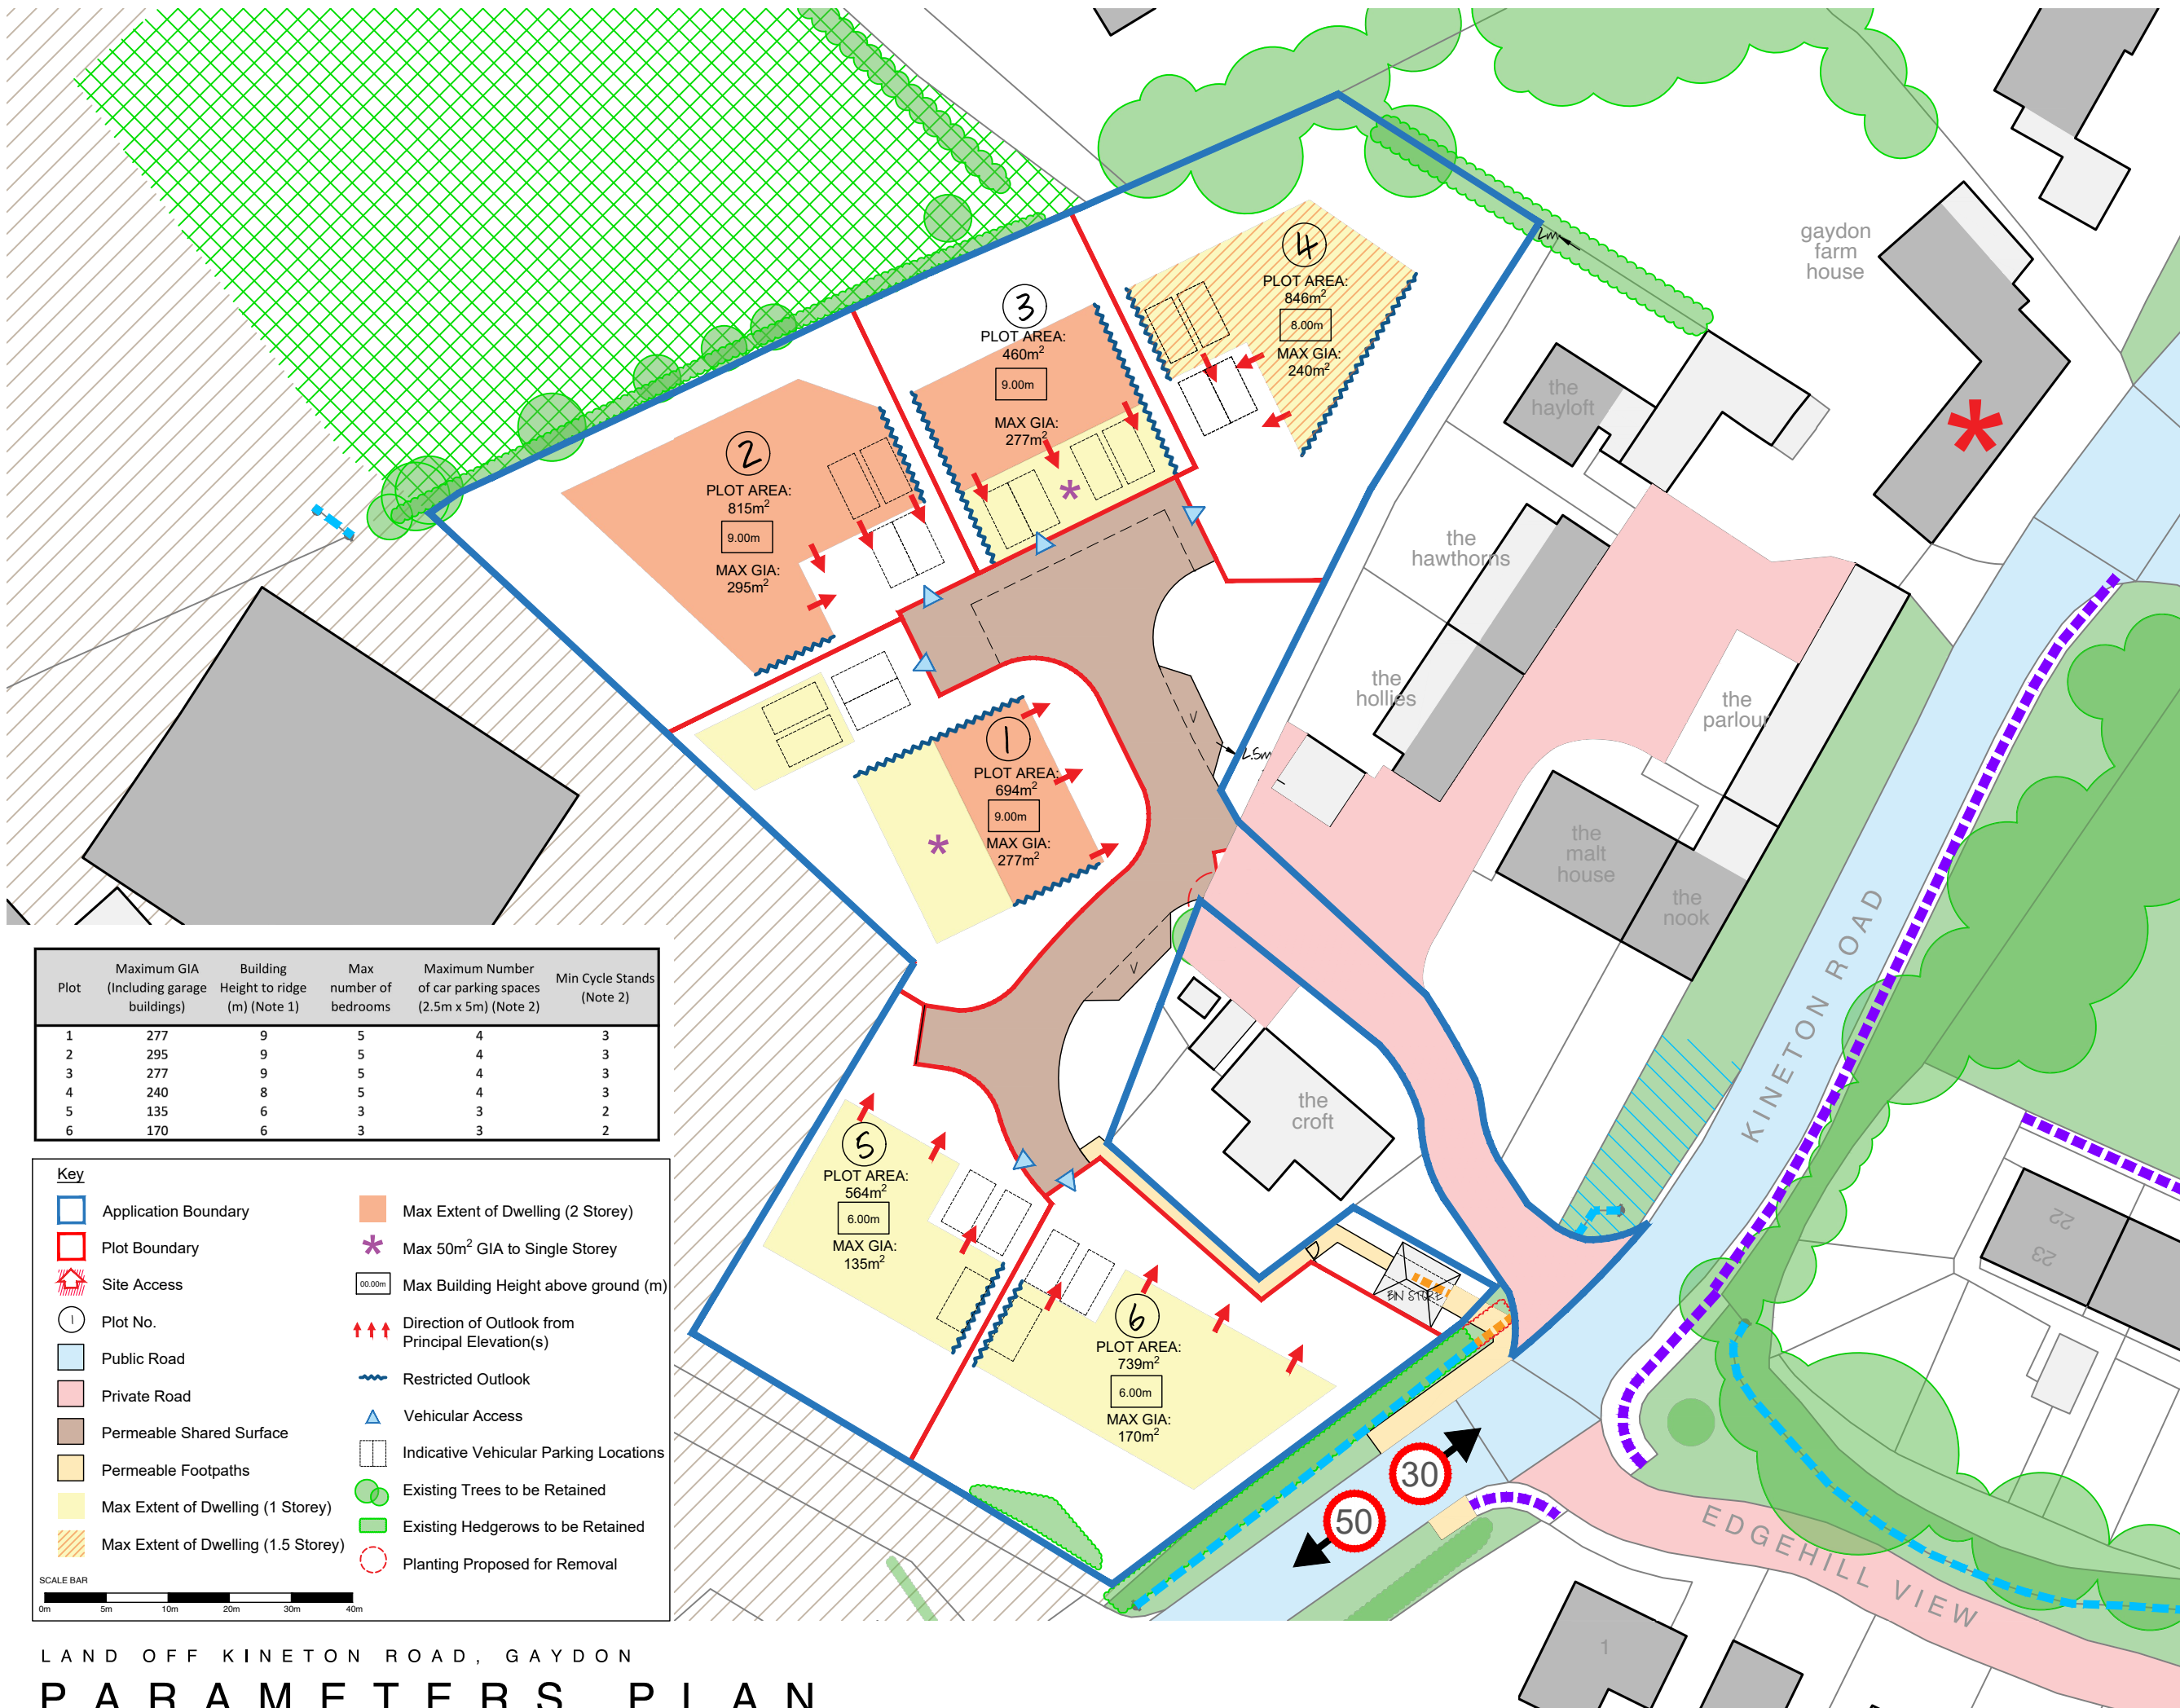 gaydon
farm
house
4
PLOT AREA:
846m²
8.00m
MAX GIA:
240m²
2m
3
PLOT AREA:
460m²
9.00m
MAX GIA:
277m²
*
2
PLOT AREA:
815m²
9.00m
MAX GIA:
295m²
the
hayloft
*
the
hawthorns
the
hollies
the
parlour
1
PLOT AREA:
694m²
9.00m
MAX GIA:
277m²
*
V
2.5m
the
malt
house
the
nook
V
KINETON ROAD
the
croft
5
PLOT AREA:
564m²
6.00m
MAX GIA:
135m²
6
PLOT AREA:
739m²
6.00m
MAX GIA:
170m²
BIN STORE
22
23
30
50
EDGEHILL VIEW
1
Plot Maximum GIA (Including garage buildings) Building Height to ridge (m) (Note 1) Max number of bedrooms Maximum Number of car parking spaces (2.5m x 5m) (Note 2) Min Cycle Stands (Note 2)
1 277 9 5 4 3
2 295 9 5 4 3
3 277 9 5 4 3
4 240 8 5 4 3
5 135 6 3 3 2
6 170 6 3 3 2
Key
Application Boundary
Plot Boundary
Site Access
1 Plot No.
Public Road
Private Road
Permeable Shared Surface
Permeable Footpaths
Max Extent of Dwelling (1 Storey)
Max Extent of Dwelling (1.5 Storey)
Max Extent of Dwelling (2 Storey)
* Max 50m² GIA to Single Storey
00.00m Max Building Height above ground (m)
Direction of Outlook from
Principal Elevation(s)
Restricted Outlook
Vehicular Access
Indicative Vehicular Parking Locations
Existing Trees to be Retained
Existing Hedgerows to be Retained
Planting Proposed for Removal
SCALE BAR
0m 5m 10m 20m 30m 40m
LAND OFF KINETON ROAD, GAYDON
PARAMETERS PLAN